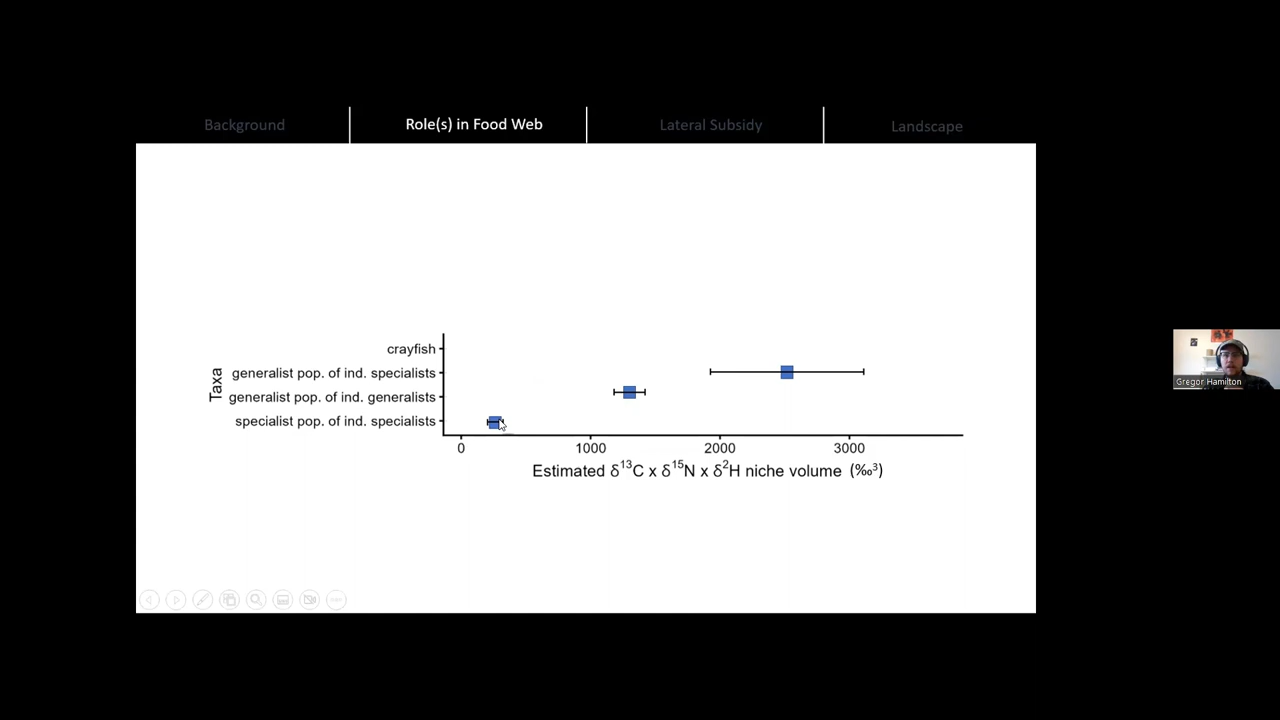 Background
Role(s) in Food Web
Lateral Subsidy
Landscape
Taxa
crayfish
generalist pop. of ind. specialists
generalist pop. of ind. generalists
specialist pop. of ind. specialists
0 1000 2000 3000
Estimated δ¹³C x δ¹⁵N x δ²H niche volume (‰³)
Gregor Hamilton